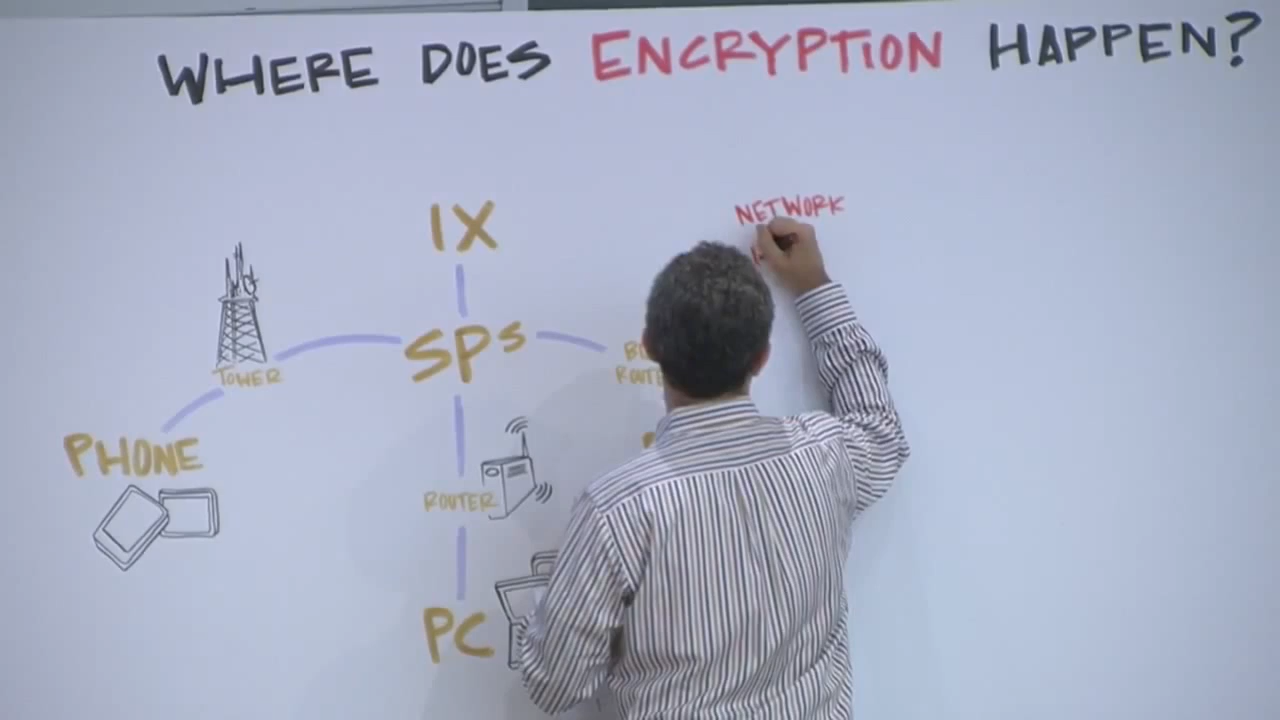 WHERE DOES ENCRYPTION HAPPEN?
NETWORK
IX
SPs
TOWER
PHONE
ROUTER
PC